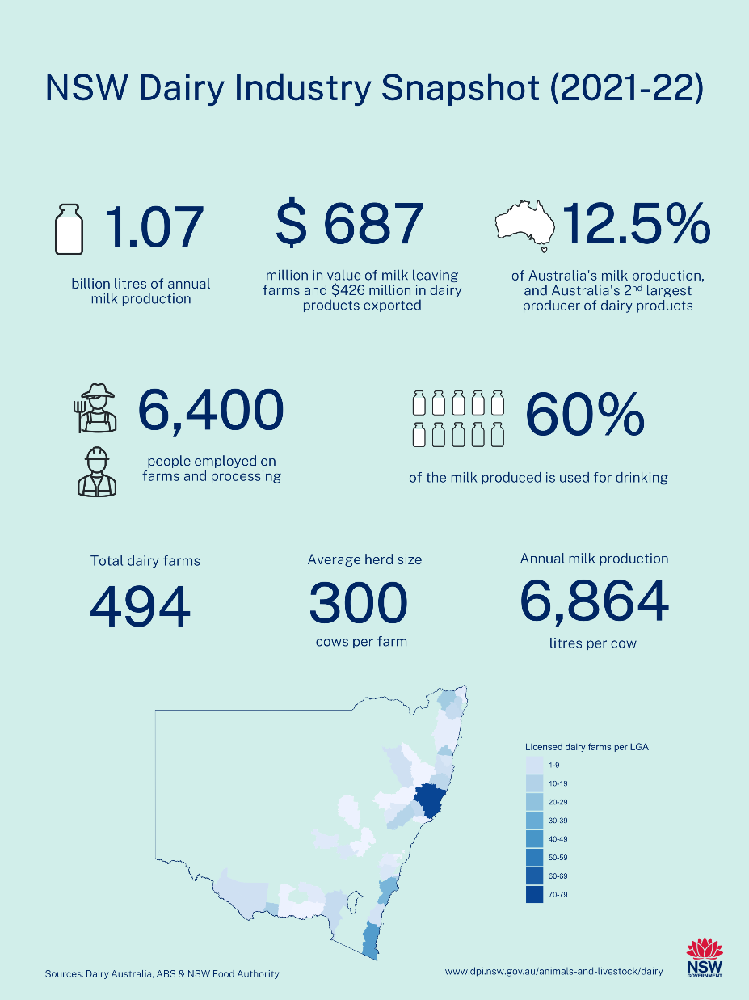 NSW Dairy Industry Snapshot (2021-22)
1.07
billion litres of annual
milk production
$ 687
million in value of milk leaving
farms and $426 million in dairy
products exported
12.5%
of Australia's milk production,
and Australia's 2nd largest
producer of dairy products
6,400
people employed on
farms and processing
60%
of the milk produced is used for drinking
Total dairy farms
494
Average herd size
300
cows per farm
Annual milk production
6,864
litres per cow
Licensed dairy farms per LGA
1-9
10-19
20-29
30-39
40-49
50-59
60-69
70-79
Sources: Dairy Australia, ABS & NSW Food Authority
www.dpi.nsw.gov.au/animals-and-livestock/dairy
NSW
GOVERNMENT